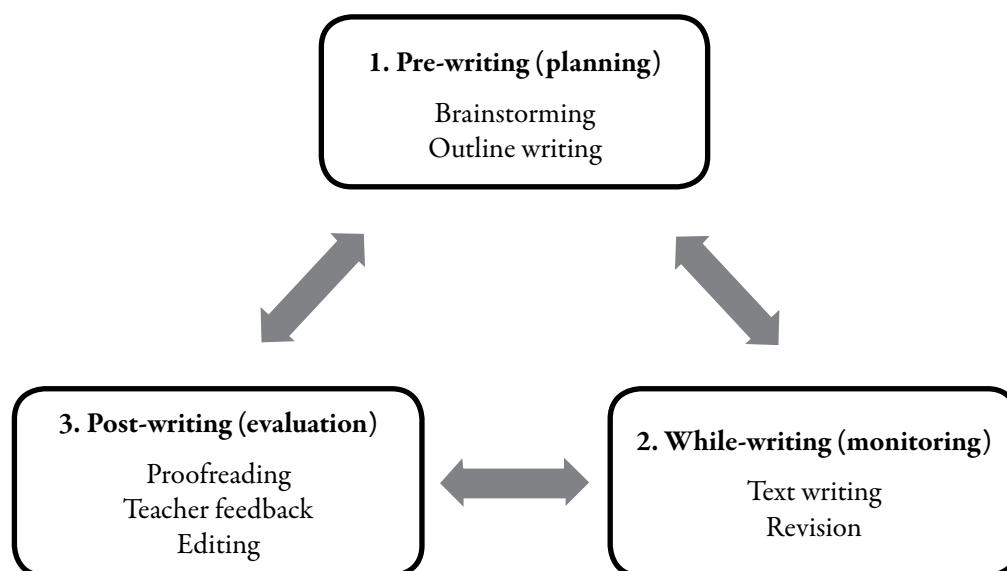 1. Pre-writing (planning)
Brainstorming
Outline writing
3. Post-writing (evaluation)
Proofreading
Teacher feedback
Editing
2. While-writing (monitoring)
Text writing
Revision